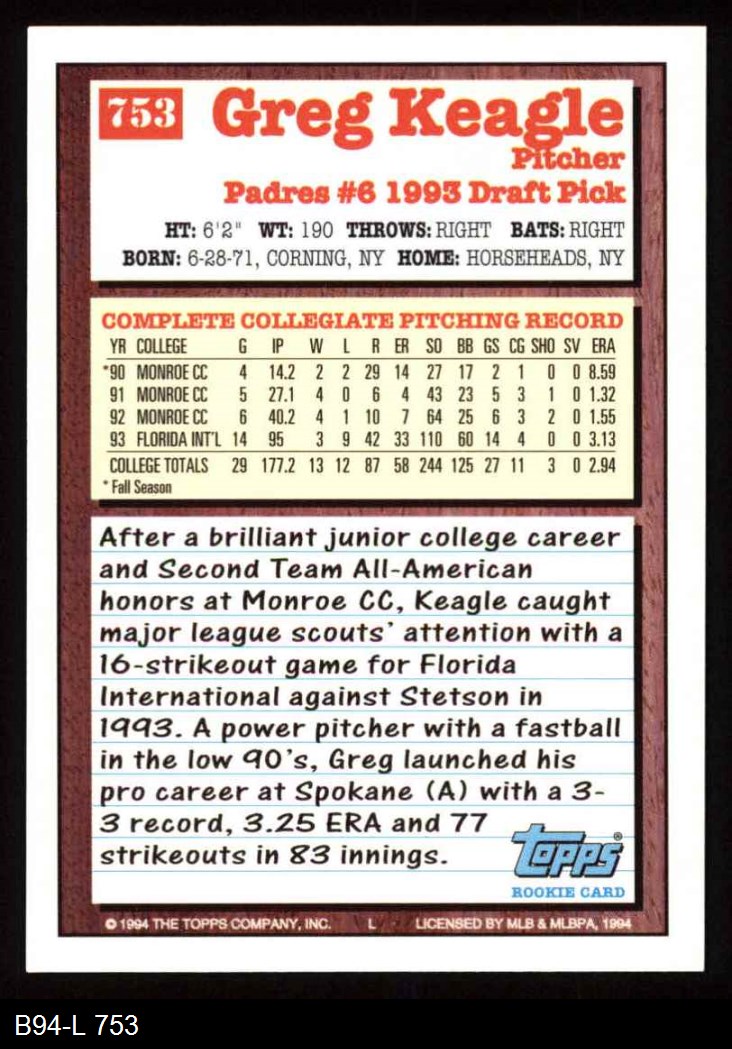 753 Greg Keagle
Pitcher
Padres #6 1993 Draft Pick
HT: 6'2" WT: 190 THROWS: RIGHT BATS: RIGHT
BORN: 6-28-71, CORNING, NY HOME: HORSEHEADS, NY
COMPLETE COLLEGIATE PITCHING RECORD
YR COLLEGE G IP W L R ER SO BB GS CG SHO SV ERA
*90 MONROE CC 4 14.2 2 2 29 14 27 17 2 1 0 0 8.59
91 MONROE CC 5 27.1 4 0 6 4 43 23 5 3 1 0 1.32
92 MONROE CC 6 40.2 4 1 10 7 64 25 6 3 2 0 1.55
93 FLORIDA INT'L 14 95 3 9 42 33 110 60 14 4 0 0 3.13
COLLEGE TOTALS 29 177.2 13 12 87 58 244 125 27 11 3 0 2.94
* Fall Season
After a brilliant junior college career
and Second Team All-American
honors at Monroe CC, Keagle caught
major league scouts' attention with a
16-strikeout game for Florida
International against Stetson in
1993. A power pitcher with a fastball
in the low 90's, Greg launched his
pro career at Spokane (A) with a 3-
3 record, 3.25 ERA and 77
strikeouts in 83 innings.
Topps®
ROOKIE CARD
© 1994 THE TOPPS COMPANY, INC. L LICENSED BY MLB & MLBPA, 1994
B94-L 753